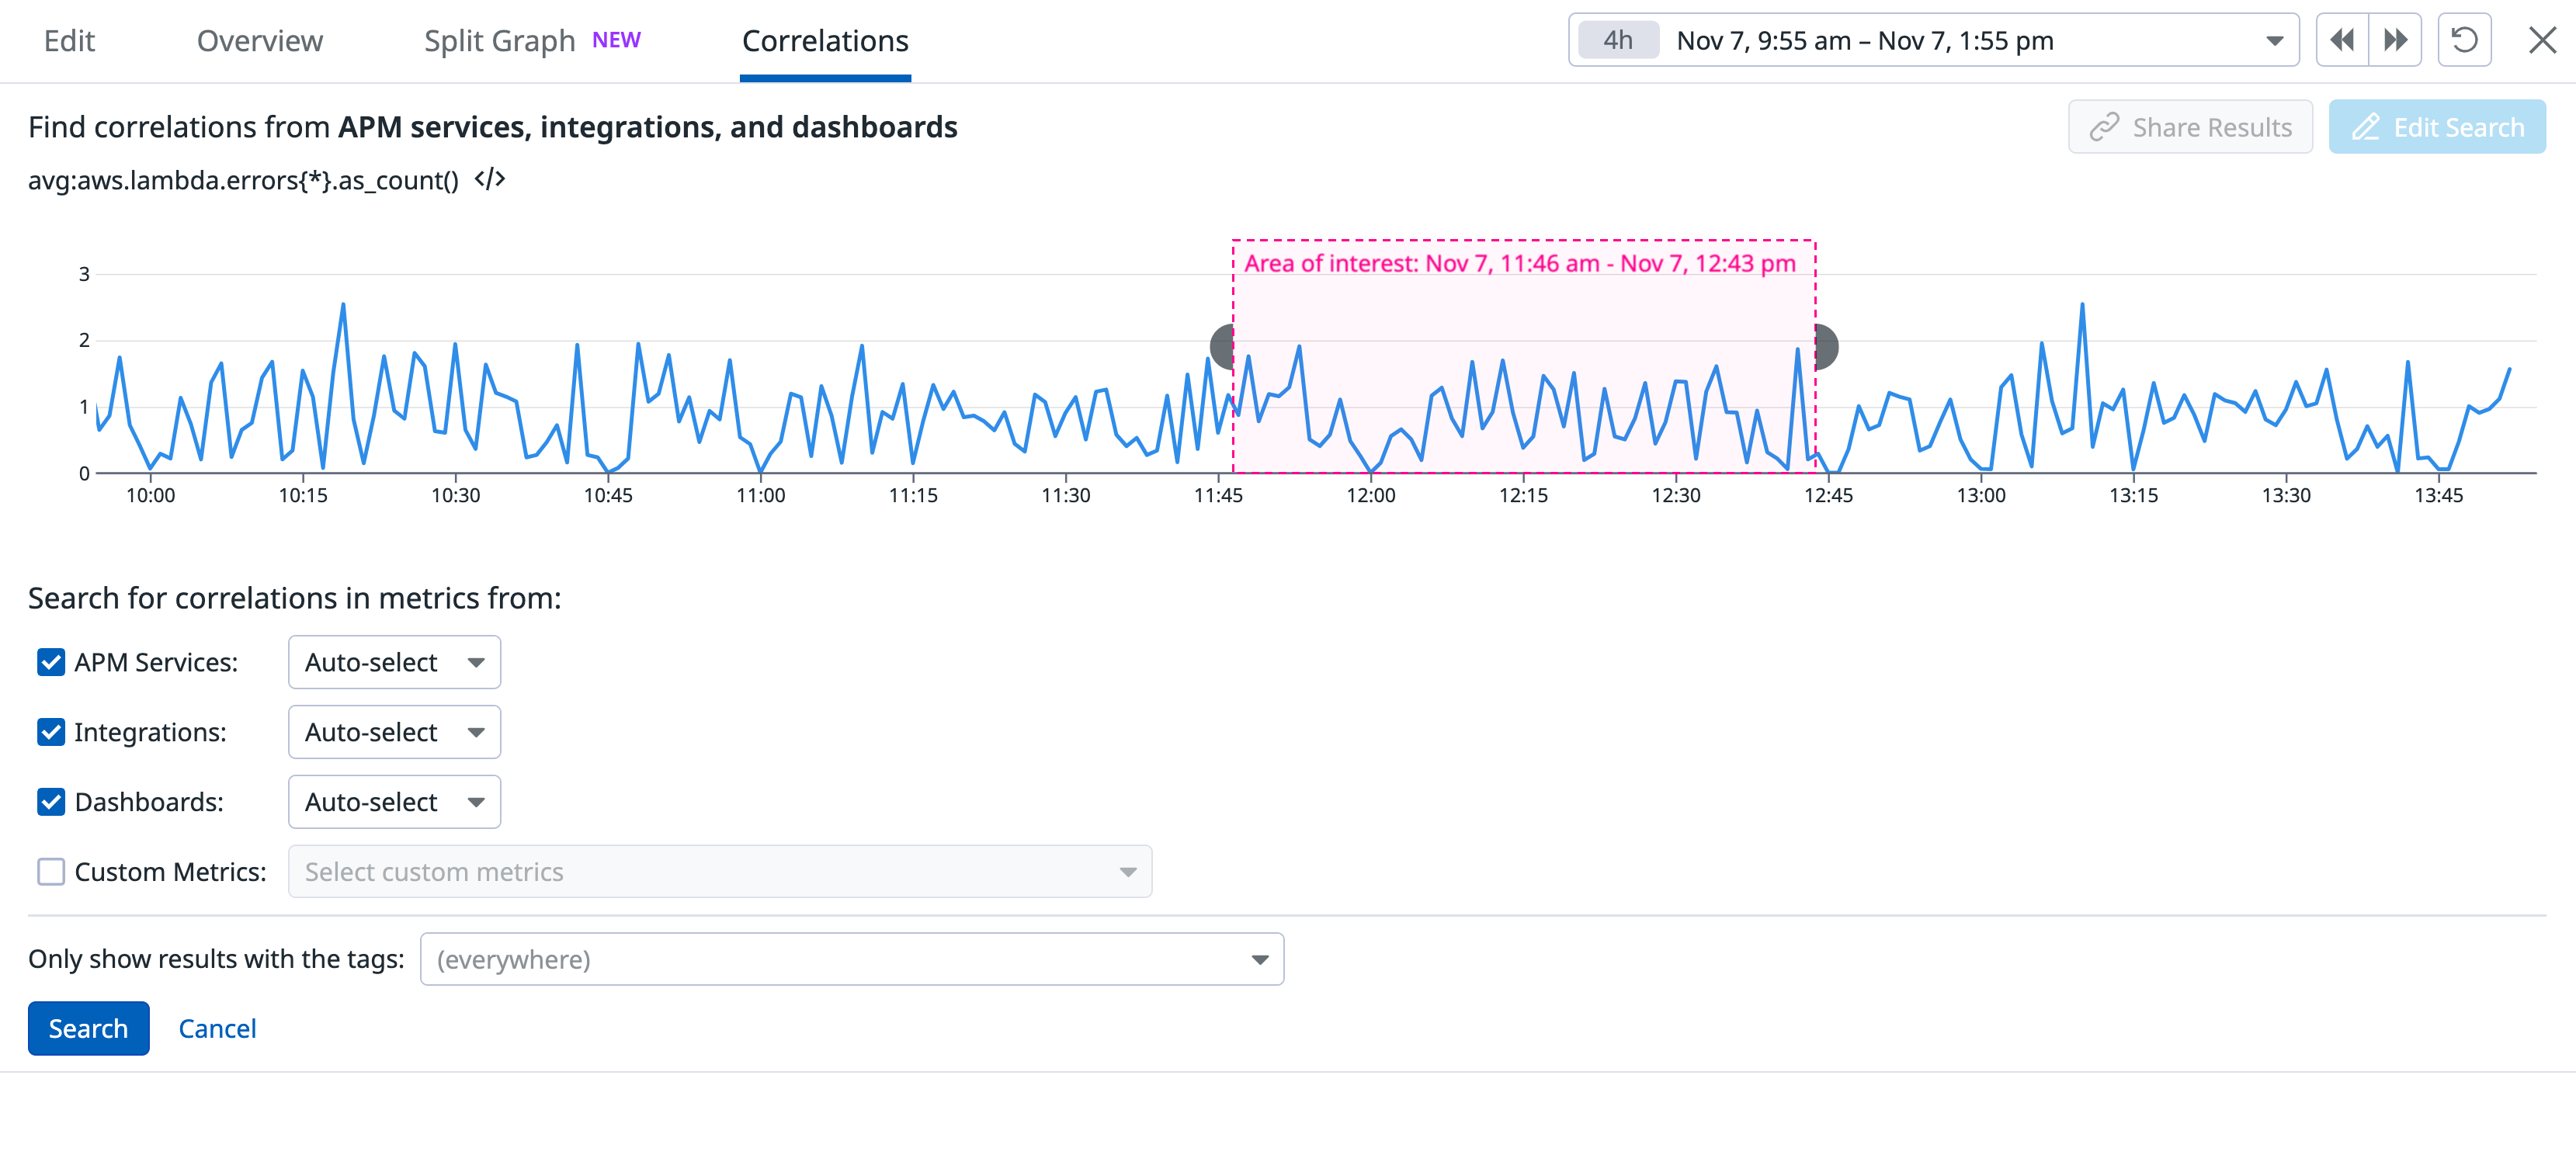 Edit Overview Split Graph NEW Correlations 4h Nov 7, 9:55 am – Nov 7, 1:55 pm
Find correlations from APM services, integrations, and dashboards Share Results Edit Search
avg:aws.lambda.errors{*}.as_count() </>
Area of interest: Nov 7, 11:46 am - Nov 7, 12:43 pm
3
2
1
0
10:00 10:15 10:30 10:45 11:00 11:15 11:30 11:45 12:00 12:15 12:30 12:45 13:00 13:15 13:30 13:45
Search for correlations in metrics from:
APM Services: Auto-select
Integrations: Auto-select
Dashboards: Auto-select
Custom Metrics: Select custom metrics
Only show results with the tags: (everywhere)
Search Cancel